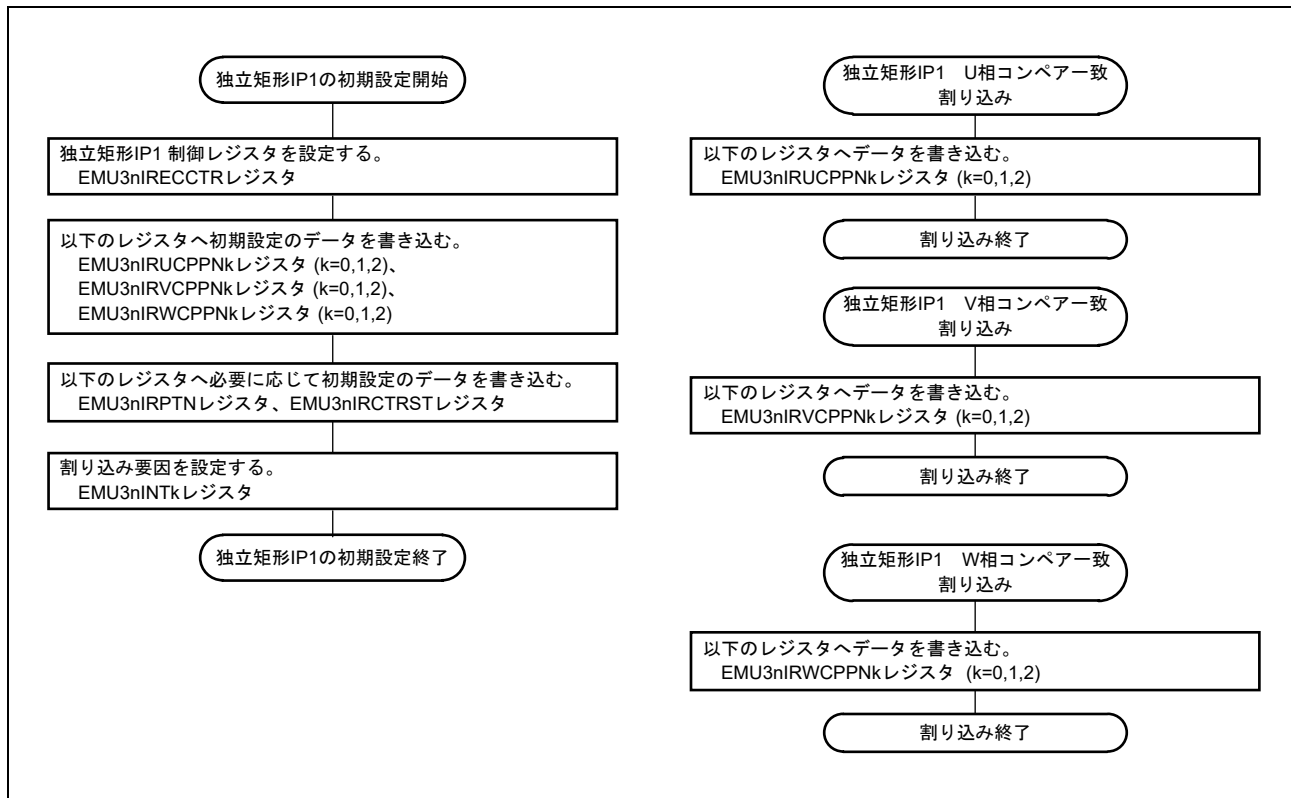 独立矩形IP1の初期設定開始
独立矩形IP1 制御レジスタを設定する。
EMU3nIRECCTRレジスタ
以下のレジスタへ初期設定のデータを書き込む。
EMU3nIRUCPPNkレジスタ (k=0,1,2)、
EMU3nIRVCPPNkレジスタ (k=0,1,2)、
EMU3nIRWCPPNkレジスタ (k=0,1,2)
以下のレジスタへ必要に応じて初期設定のデータを書き込む。
EMU3nIRPTNレジスタ、EMU3nIRCTRSTレジスタ
割り込み要因を設定する。
EMU3nINTkレジスタ
独立矩形IP1の初期設定終了
独立矩形IP1　U相コンペア一致
割り込み
以下のレジスタへデータを書き込む。
EMU3nIRUCPPNkレジスタ (k=0,1,2)
割り込み終了
独立矩形IP1　V相コンペア一致
割り込み
以下のレジスタへデータを書き込む。
EMU3nIRVCPPNkレジスタ (k=0,1,2)
割り込み終了
独立矩形IP1　W相コンペア一致
割り込み
以下のレジスタへデータを書き込む。
EMU3nIRWCPPNkレジスタ (k=0,1,2)
割り込み終了